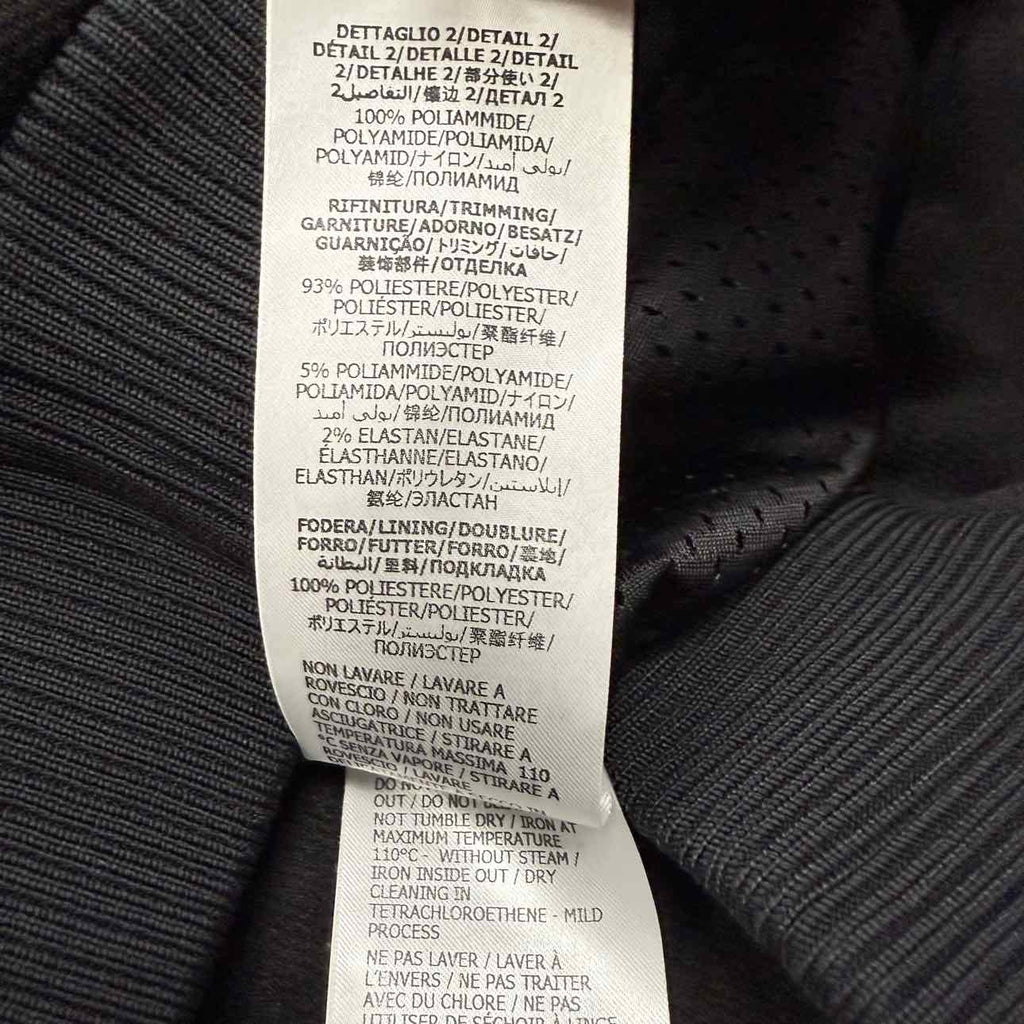 DETTAGLIO 2/DETAIL 2/
DÉTAIL 2/DETALLE 2/DETAIL
2/DETALHE 2/部分使い 2/
التفاصيل2/镶边 2/ДЕТАЛ 2
100% POLIAMMIDE/
POLYAMIDE/POLIAMIDA/
POLYAMID/ナイロン/بولي أميد/
锦纶/ПОЛИАМИД
RIFINITURA/TRIMMING/
GARNITURE/ADORNO/BESATZ/
GUARNIÇÃO/トリミング/حافات/
装饰部件/ОТДЕЛКА
93% POLIESTERE/POLYESTER/
POLIÉSTER/POLIESTER/
ポリエステル/بوليستر/聚酯纤维/
ПОЛИЭСТЕР
5% POLIAMMIDE/POLYAMIDE/
POLIAMIDA/POLYAMID/ナイロン/
بولي أميد/锦纶/ПОЛИАМИД
2% ELASTAN/ELASTANE/
ÉLASTHANNE/ELASTANO/
ELASTHAN/ポリウレタン/إيلاستين/
氨纶/ЭЛАСТАН
FODERA/LINING/DOUBLURE/
FORRO/FUTTER/FORRO/裏地/
البطانة/里料/ПОДКЛАДКА
100% POLIESTERE/POLYESTER/
POLIÉSTER/POLIESTER/
ポリエステル/بوليستر/聚酯纤维/
ПОЛИЭСТЕР
NON LAVARE / LAVARE A
ROVESCIO / NON TRATTARE
CON CLORO / NON USARE
ASCIUGATRICE / STIRARE A
TEMPERATURA MASSIMA 110
°C SENZA VAPORE / STIRARE A
ROVESCIO / LAVARE
DO NOT
OUT / DO NOT
NOT TUMBLE DRY / IRON AT
MAXIMUM TEMPERATURE
110°C - WITHOUT STEAM /
IRON INSIDE OUT / DRY
CLEANING IN
TETRACHLOROETHENE - MILD
PROCESS
NE PAS LAVER / LAVER À
L'ENVERS / NE PAS TRAITER
AVEC DU CHLORE / NE PAS
UTILISER DE SÉCHOIR À LINGE